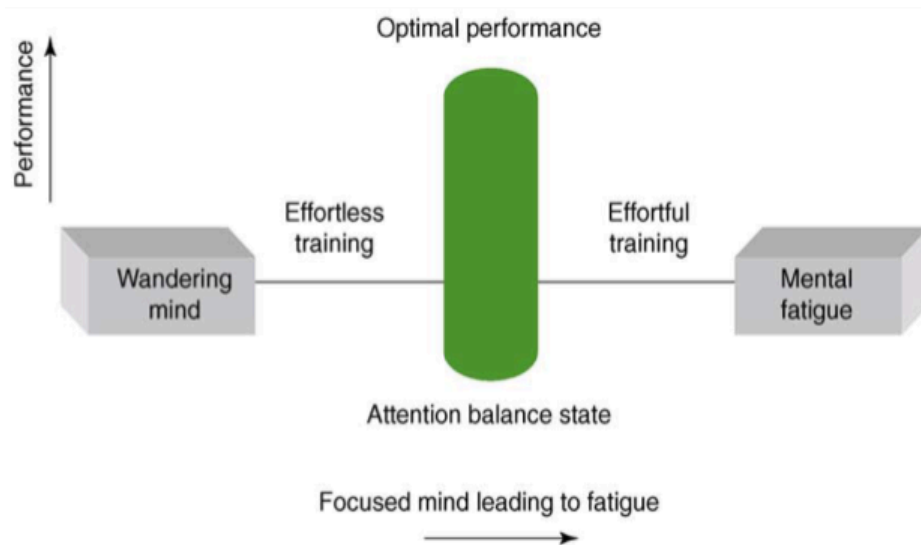 Optimal performance
Performance
Effortless
training
Effortful
training
Wandering
mind
Mental
fatigue
Attention balance state
Focused mind leading to fatigue